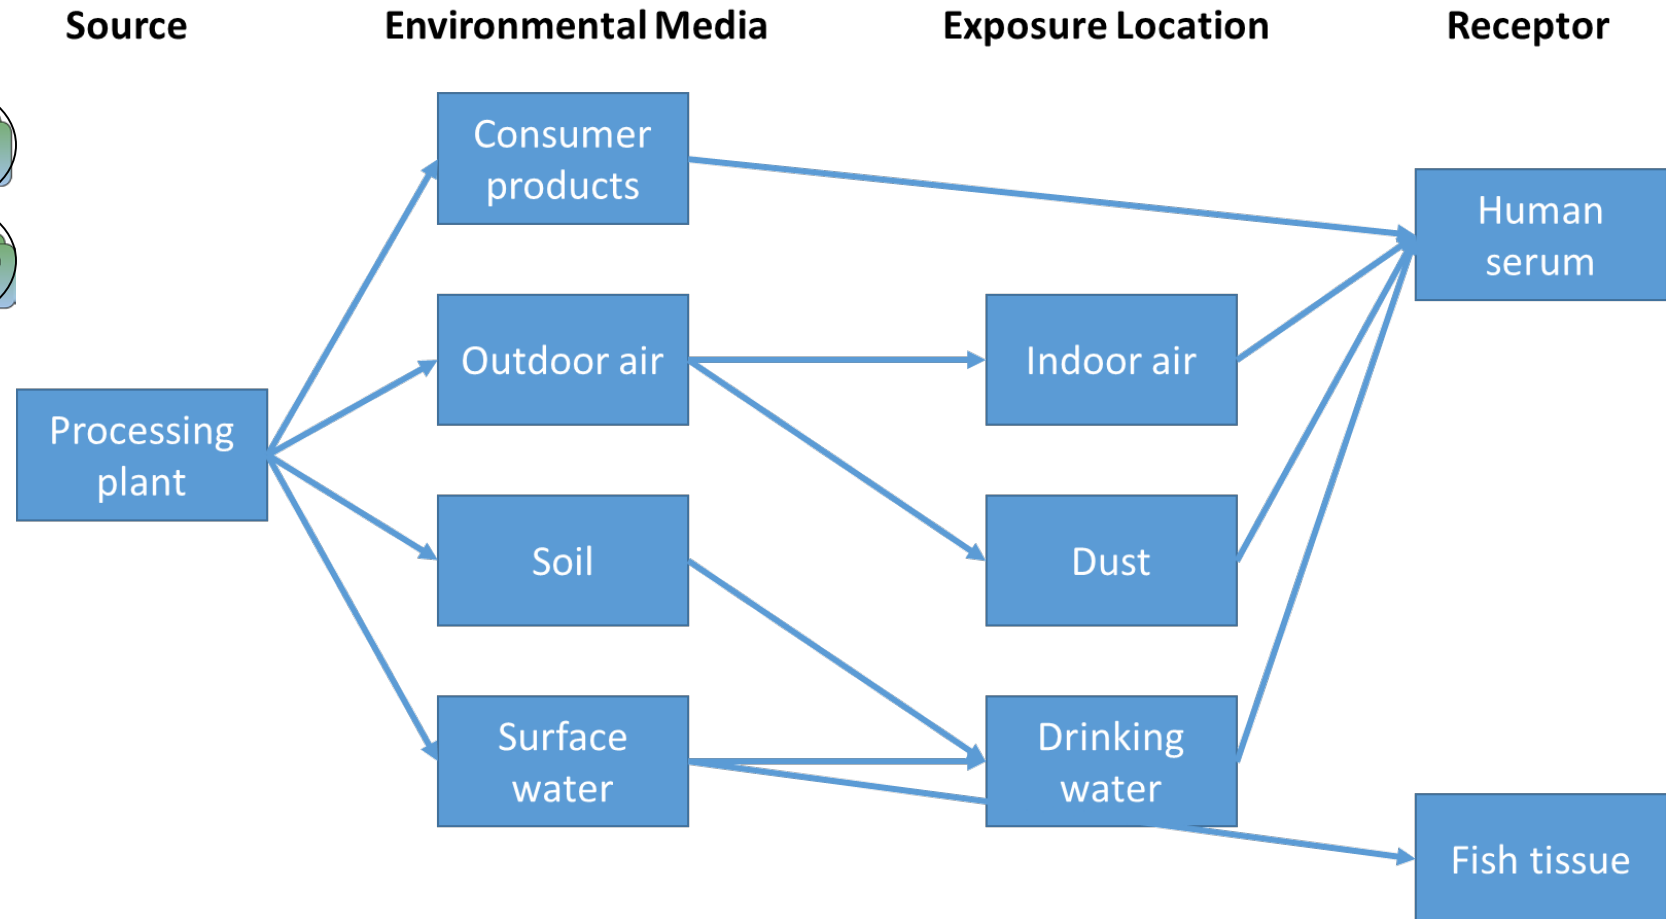 Source
Environmental Media
Exposure Location
Receptor
Consumer
products
Human
serum
Outdoor air
Indoor air
Processing
plant
Soil
Dust
Surface
water
Drinking
water
Fish tissue